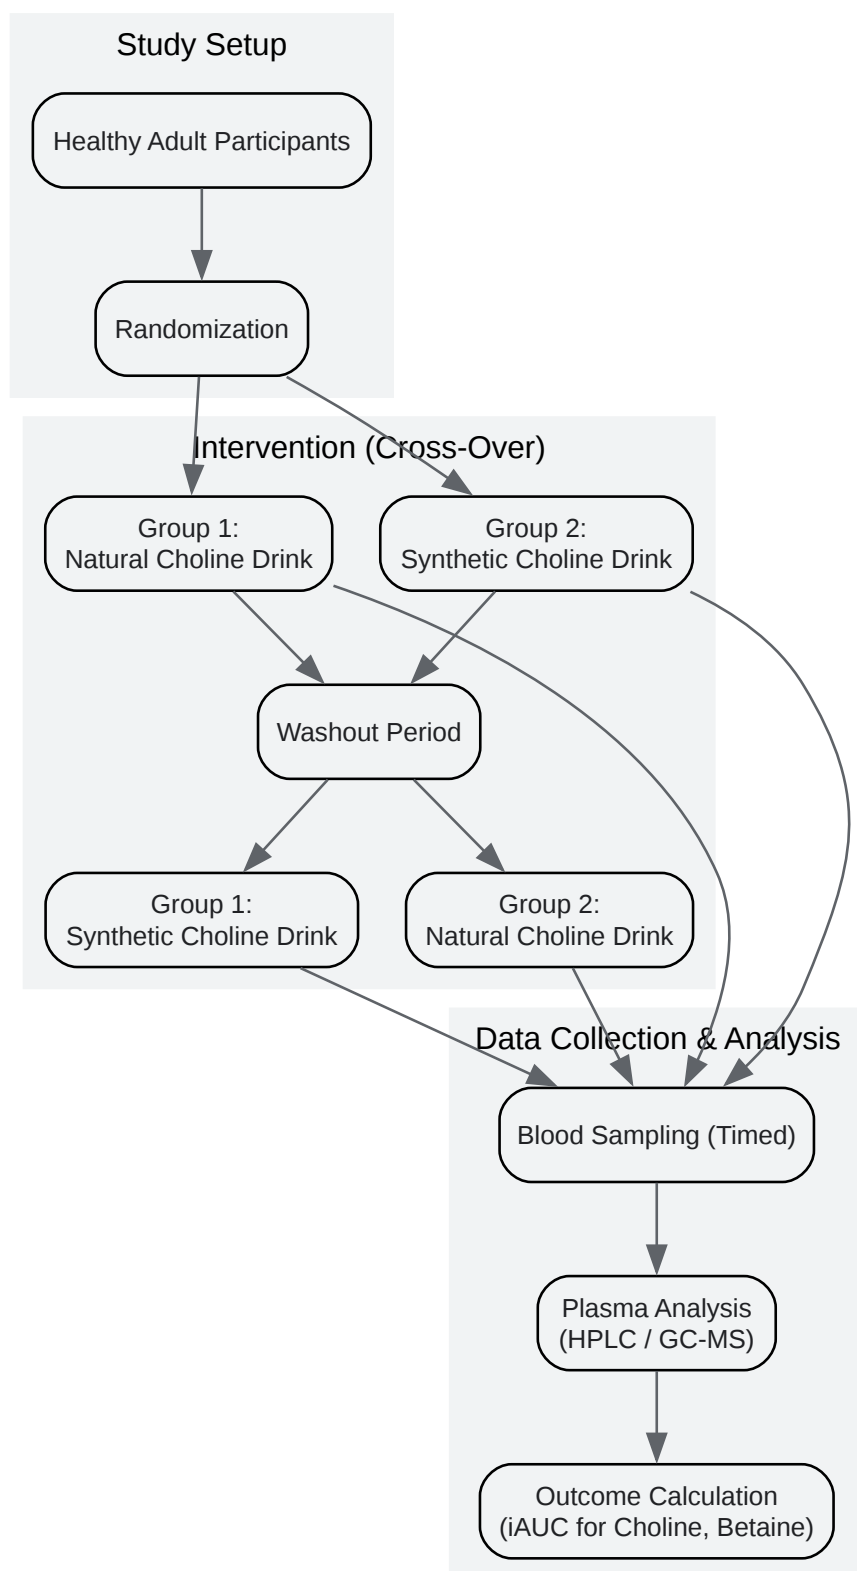 Study Setup
Healthy Adult Participants
Randomization
Intervention (Cross-Over)
Group 1:
Natural Choline Drink
Group 2:
Synthetic Choline Drink
Washout Period
Group 1:
Synthetic Choline Drink
Group 2:
Natural Choline Drink
Data Collection & Analysis
Blood Sampling (Timed)
Plasma Analysis
(HPLC / GC-MS)
Outcome Calculation
(iAUC for Choline, Betaine)